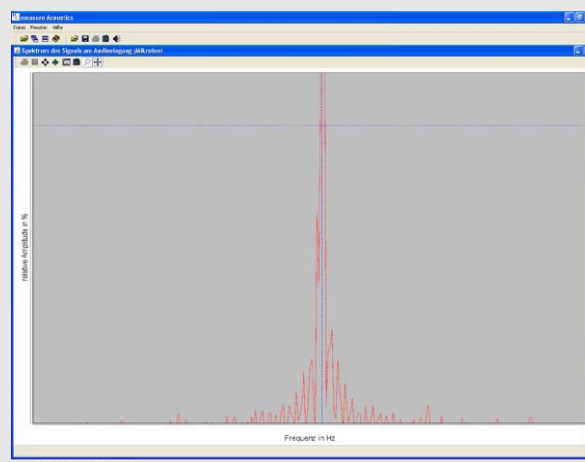 measure Acoustics
Datei Fenster Hilfe
Spektrum des Signals am Audioeingang (Mikrofon)
relative Amplitude in %
Frequenz in Hz